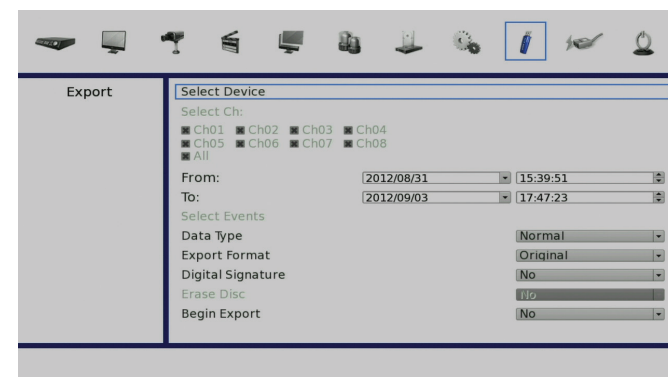 Export
Select Device
Select Ch:
Ch01 Ch02 Ch03 Ch04
Ch05 Ch06 Ch07 Ch08
All
From: 2012/08/31 15:39:51
To: 2012/09/03 17:47:23
Select Events
Data Type Normal
Export Format Original
Digital Signature No
Erase Disc No
Begin Export No